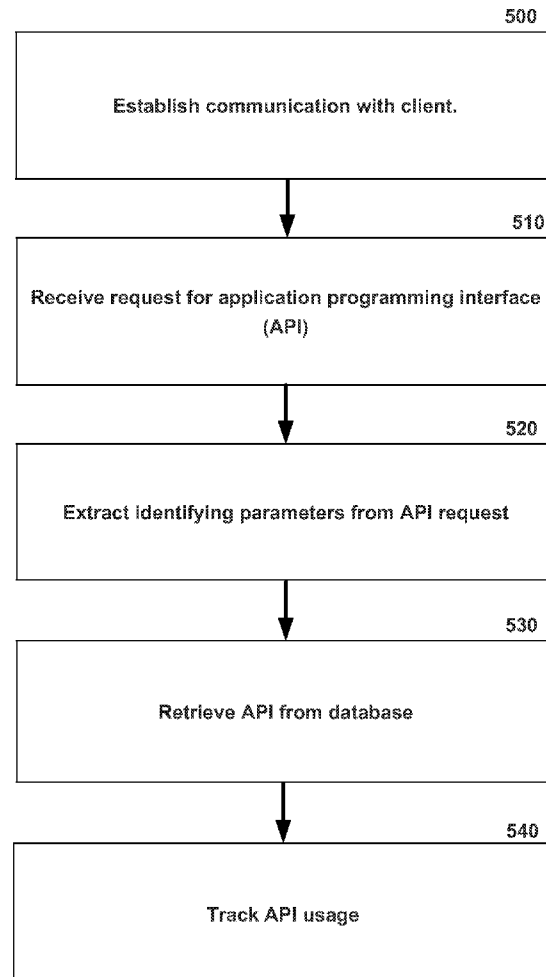 500
Establish communication with client.
510
Receive request for application programming interface
(API)
520
Extract identifying parameters from API request
530
Retrieve API from database
540
Track API usage